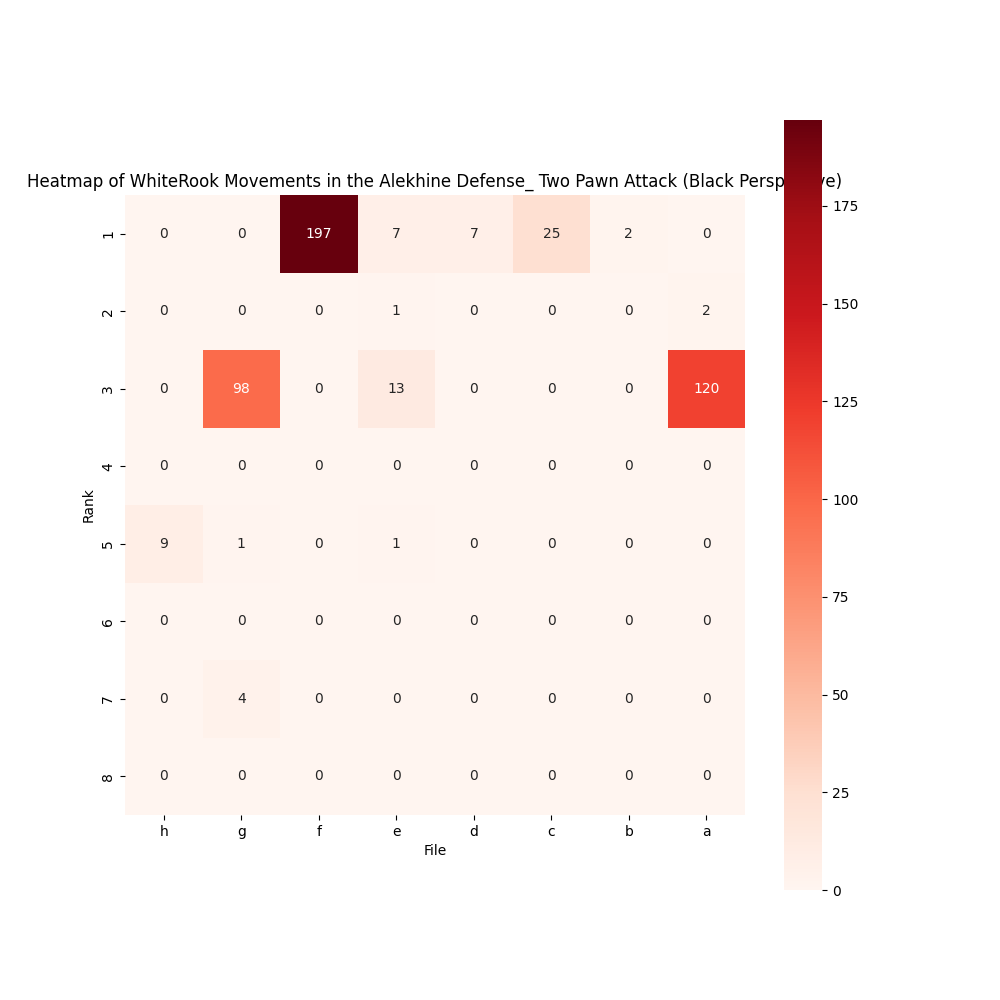 Heatmap of WhiteRook Movements in the Alekhine Defense_ Two Pawn Attack (Black Perspective)
1 0 0 197 7 7 25 2 0
2 0 0 0 1 0 0 0 2
3 0 98 0 13 0 0 0 120
4 0 0 0 0 0 0 0 0
Rank
5 9 1 0 1 0 0 0 0
6 0 0 0 0 0 0 0 0
7 0 4 0 0 0 0 0 0
8 0 0 0 0 0 0 0 0
h g f e d c b a
File
175
150
125
100
75
50
25
0